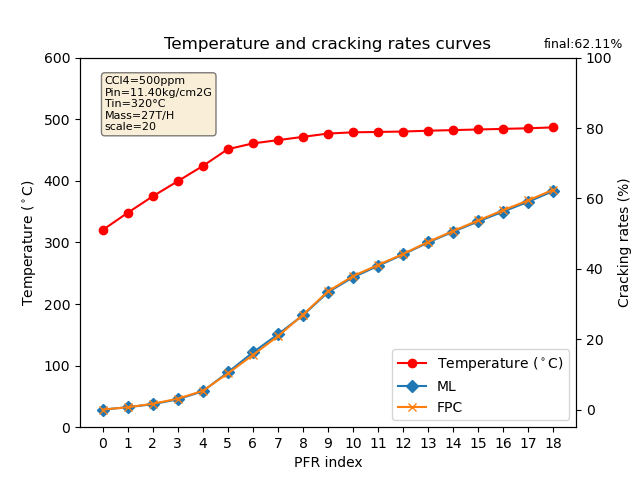 Temperature and cracking rates curves
final:62.11%
CCl4=500ppm
Pin=11.40kg/cm2G
Tin=320°C
Mass=27T/H
scale=20
Temperature (°C)
600
500
400
300
200
100
0
Cracking rates (%)
100
80
60
40
20
0
Temperature (°C)
ML
FPC
0 1 2 3 4 5 6 7 8 9 10 11 12 13 14 15 16 17 18
PFR index